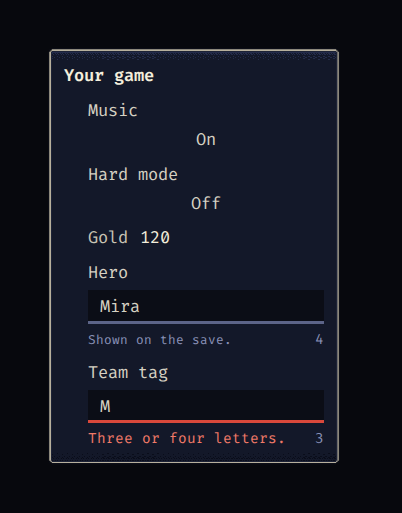 Your game
Music
On
Hard mode
Off
Gold 120
Hero
Mira
Shown on the save. 4
Team tag
M
Three or four letters. 3